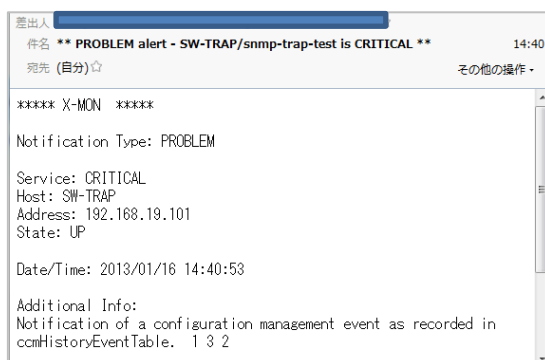 差出人
件名 ** PROBLEM alert - SW-TRAP/snmp-trap-test is CRITICAL ** 14:40
宛先 (自分)☆ その他の操作▾
***** X-MON *****
Notification Type: PROBLEM
Service: CRITICAL
Host: SW-TRAP
Address: 192.168.19.101
State: UP
Date/Time: 2013/01/16 14:40:53
Additional Info:
Notification of a configuration management event as recorded in
ccmHistoryEventTable. 1 3 2